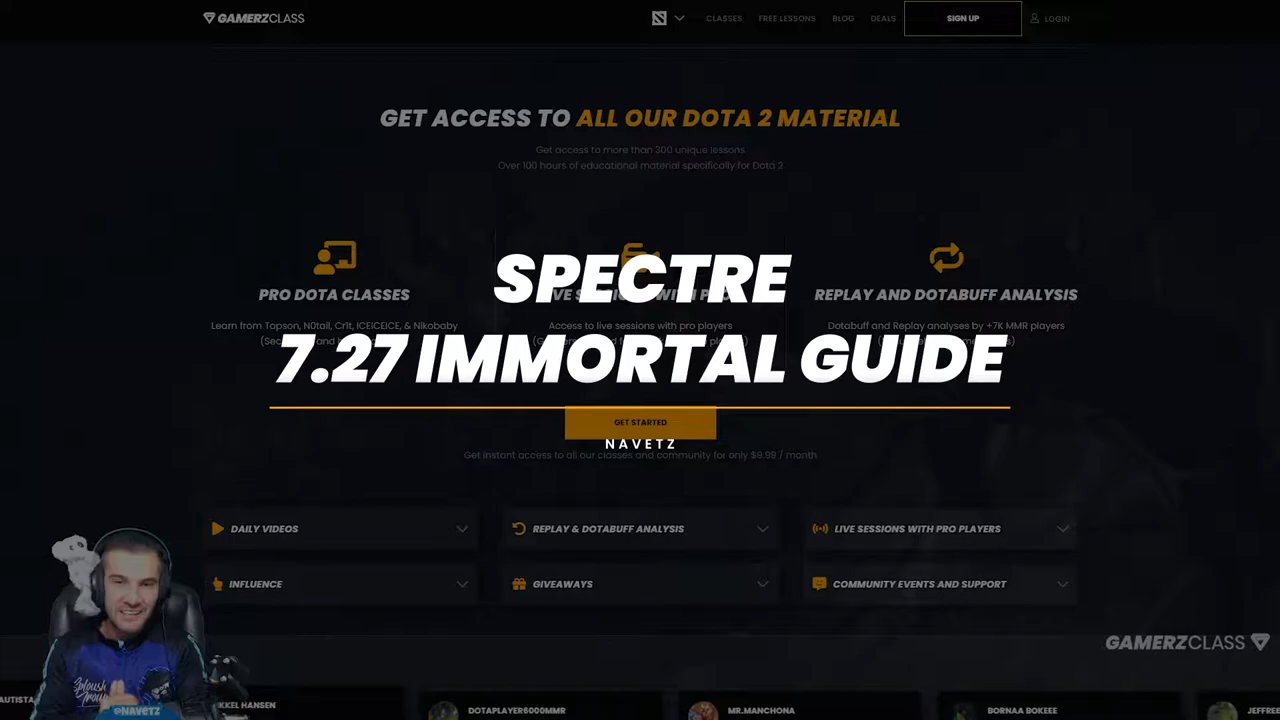 GAMERZCLASS
CLASSES
FREE LESSONS
BLOG
DEALS
SIGN UP
LOGIN
GET ACCESS TO ALL OUR DOTA 2 MATERIAL
Get access to more than 300 unique lessons
Over 100 hours of educational material specifically for Dota 2
SPECTRE
PRO DOTA CLASSES
REPLAY AND DOTABUFF ANALYSIS
Learn from Topson, N0tail, Cr1t, ICEICEICE, & Nikobaby
Access to live sessions with pro players
Dotabuff and Replay analyses by +7K MMR players
7.27 IMMORTAL GUIDE
GET STARTED
NAVETZ
Get instant access to all our classes and community for only $9.99 / month
DAILY VIDEOS
REPLAY & DOTABUFF ANALYSIS
LIVE SESSIONS WITH PRO PLAYERS
INFLUENCE
GIVEAWAYS
COMMUNITY EVENTS AND SUPPORT
GAMERZCLASS
HANSEN
DOTAPLAYER6000MMR
MR.MANCHONA
BORNAA BOKEEE
@NAVETZ